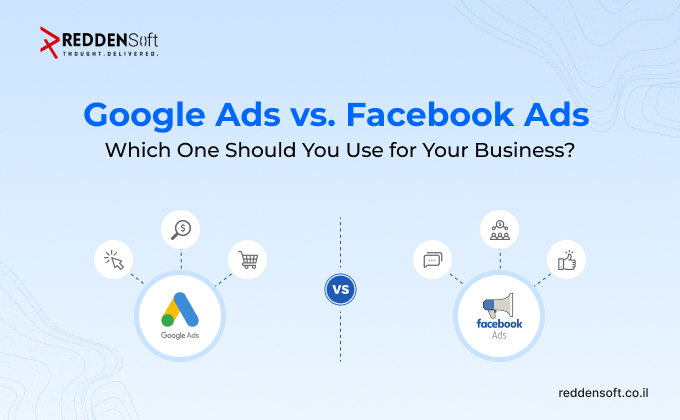 REDDENSoft
THOUGHT.DELIVERED.
Google Ads vs. Facebook Ads
Which One Should You Use for Your Business?
$
$
VS
Google Ads
facebook
Ads
reddensoft.co.il